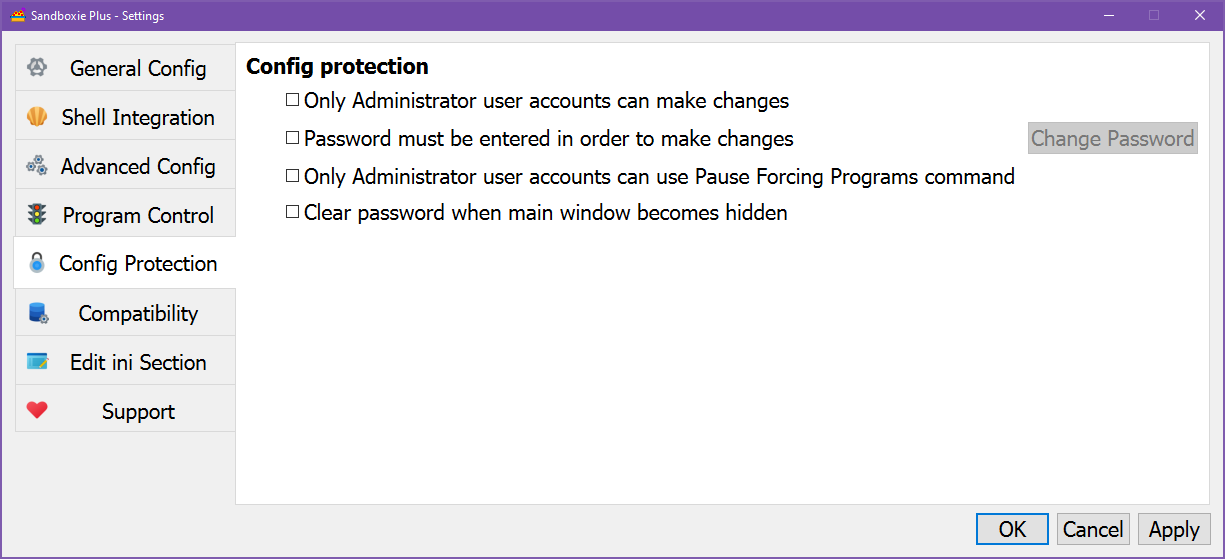 Sandboxie Plus - Settings
General Config
Shell Integration
Advanced Config
Program Control
Config Protection
Compatibility
Edit ini Section
Support
Config protection
Only Administrator user accounts can make changes
Password must be entered in order to make changes
Change Password
Only Administrator user accounts can use Pause Forcing Programs command
Clear password when main window becomes hidden
OK
Cancel
Apply